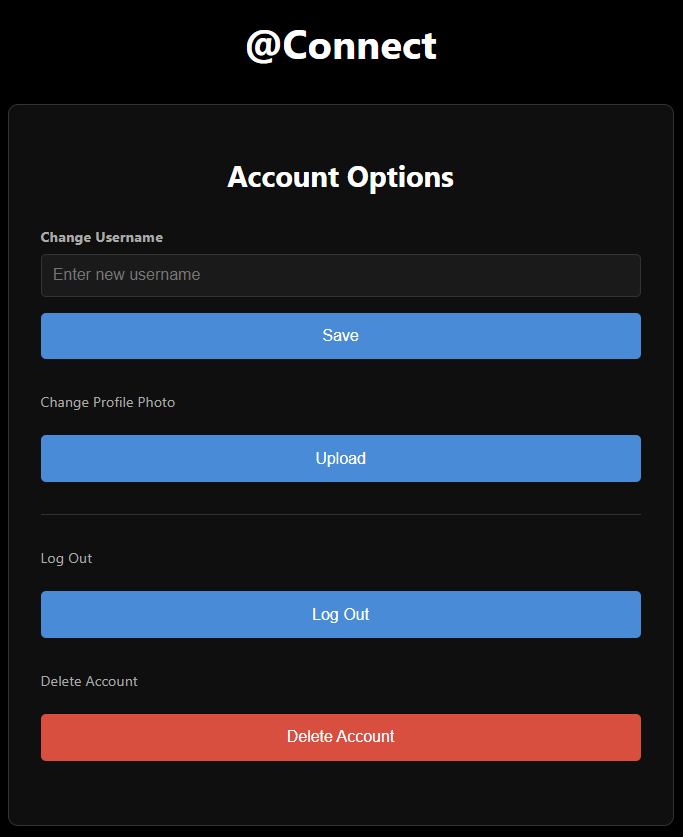 @Connect
Account Options
Change Username
Enter new username
Save
Change Profile Photo
Upload
Log Out
Log Out
Delete Account
Delete Account